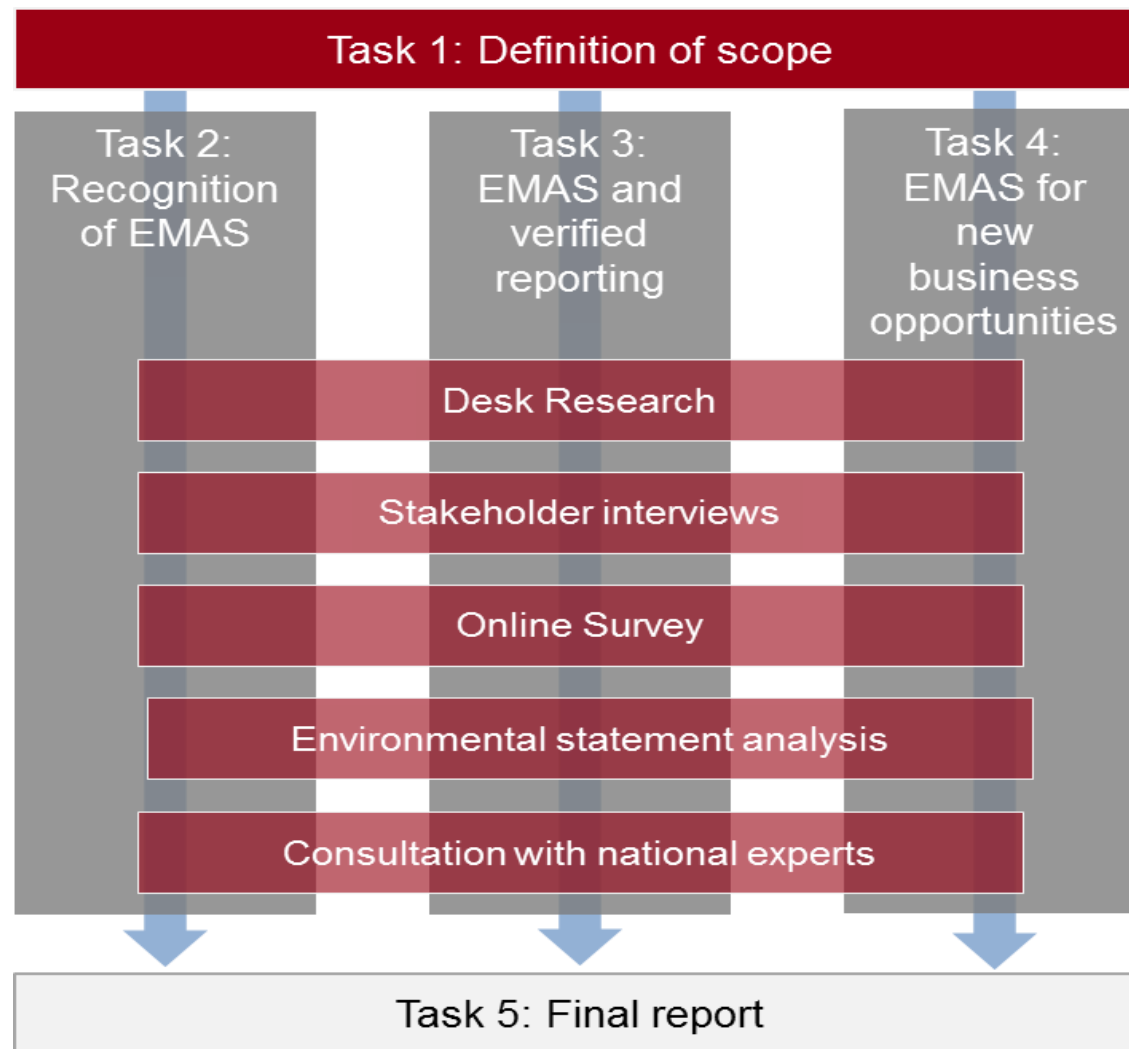 Task 1: Definition of scope
Task 2:
Recognition
of EMAS
Task 3:
EMAS and
verified
reporting
Task 4:
EMAS for
new
business
opportunities
Desk Research
Stakeholder interviews
Online Survey
Environmental statement analysis
Consultation with national experts
Task 5: Final report